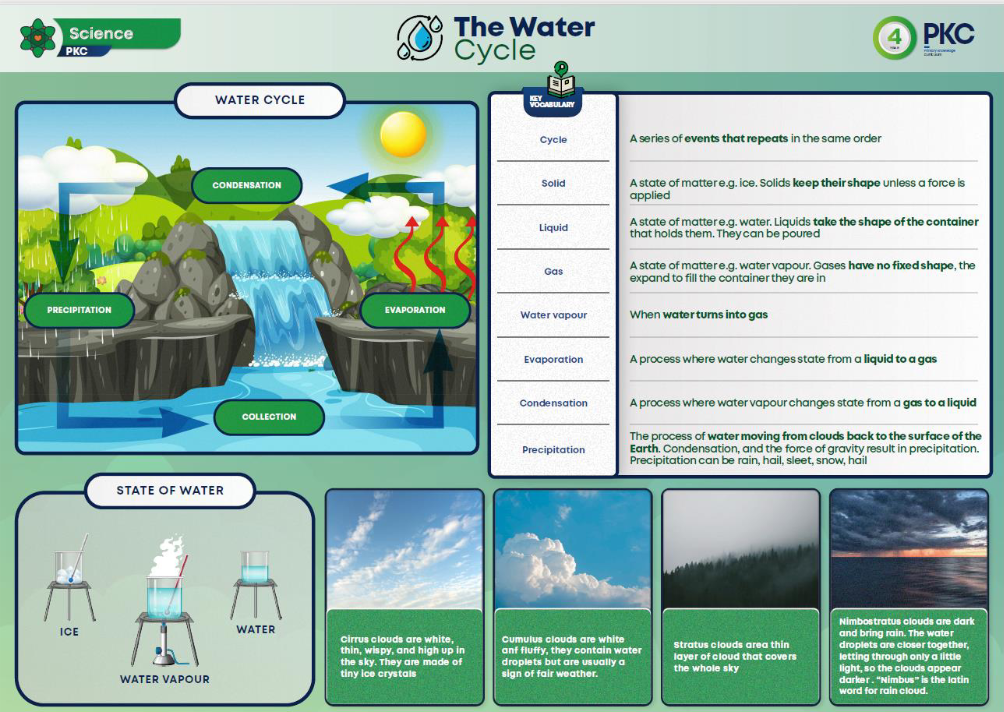 Science
PKC
The Water
Cycle
4
PKC
WATER CYCLE
CONDENSATION
PRECIPITATION
EVAPORATION
COLLECTION
KEY
VOCABULARY
Cycle
A series of events that repeats in the same order
Solid
A state of matter e.g. ice. Solids keep their shape unless a force is
applied
Liquid
A state of matter e.g. water. Liquids take the shape of the container
that holds them. They can be poured
Gas
A state of matter e.g. water vapour. Gases have no fixed shape, the
expand to fill the container they are in
Water vapour
When water turns into gas
Evaporation
A process where water changes state from a liquid to a gas
Condensation
A process where water vapour changes state from a gas to a liquid
Precipitation
The process of water moving from clouds back to the surface of the
Earth. Condensation, and the force of gravity result in precipitation.
Precipitation can be rain, hail, sleet, snow, hail
STATE OF WATER
ICE
WATER VAPOUR
WATER
Cirrus clouds are white,
thin, wispy, and high up in
the sky. They are made of
tiny ice crystals
Cumulus clouds are white
anf fluffy, they contain water
droplets but are usually a
sign of fair weather.
Stratus clouds area thin
layer of cloud that covers
the whole sky
Nimbostratus clouds are dark
and bring rain. The water
droplets are closer together,
letting through only a little
light, so the clouds appear
darker . "Nimbus" is the latin
word for rain cloud.